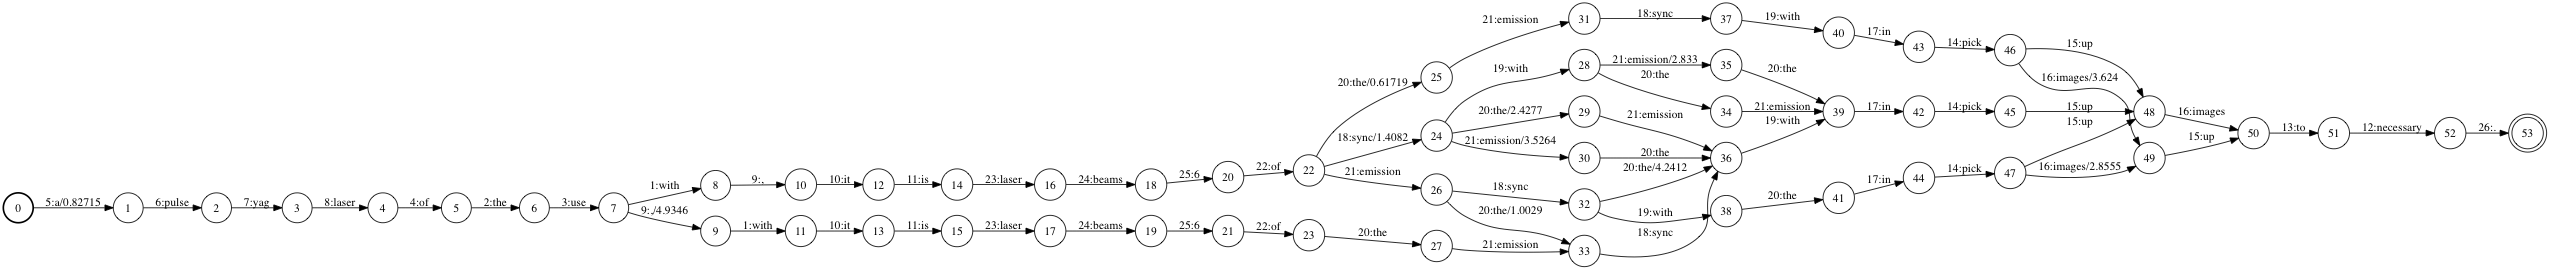 31 18:sync 37 19:with 40 17:in 43 14:pick 46 15:up
21:emission
20:the/0.61719 25
16:images/3.624
19:with 28 21:emission/2.833 35 20:the
20:the 34 21:emission 39 17:in 42 14:pick 45 15:up 48 16:images
18:sync/1.4082 24 20:the/2.4277 29 21:emission
19:with
15:up
21:emission/3.5264 30 20:the 36
15:up 50 13:to 51 12:necessary 52 26:. 53
20:the/4.2412
49
1:with 8 9:, 10 10:it 12 11:is 14 23:laser 16 24:beams 18 25:6 20 22:of 22 21:emission 26 18:sync 32
17:in 44 14:pick 47 16:images/2.8555
0 5:a/0.82715 1 6:pulse 2 7:yag 3 8:laser 4 4:of 5 2:the 6 3:use 7
20:the/1.0029 19:with 38 20:the 41
9:,/4.9346 9 1:with 11 10:it 13 11:is 15 23:laser 17 24:beams 19 25:6 21 22:of 23 20:the 27 21:emission 33 18:sync